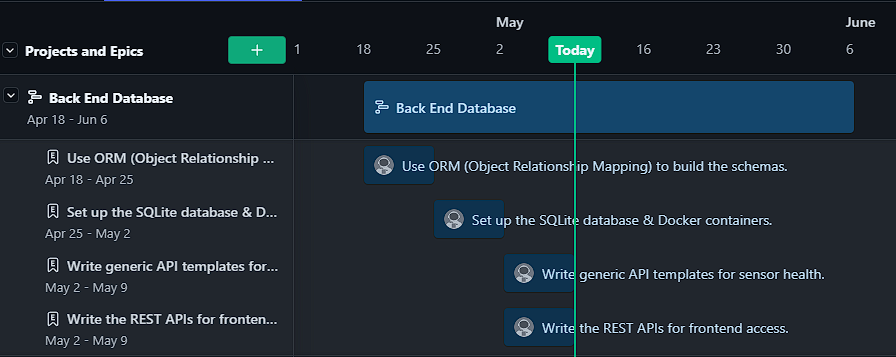 May June
Projects and Epics + 1 18 25 2 Today 16 23 30 6
Back End Database
Apr 18 - Jun 6
Back End Database
Use ORM (Object Relationship ...
Apr 18 - Apr 25
Use ORM (Object Relationship Mapping) to build the schemas.
Set up the SQLite database & D...
Apr 25 - May 2
Set up the SQLite database & Docker containers.
Write generic API templates for...
May 2 - May 9
Write generic API templates for sensor health.
Write the REST APIs for fronten...
May 2 - May 9
Write the REST APIs for frontend access.